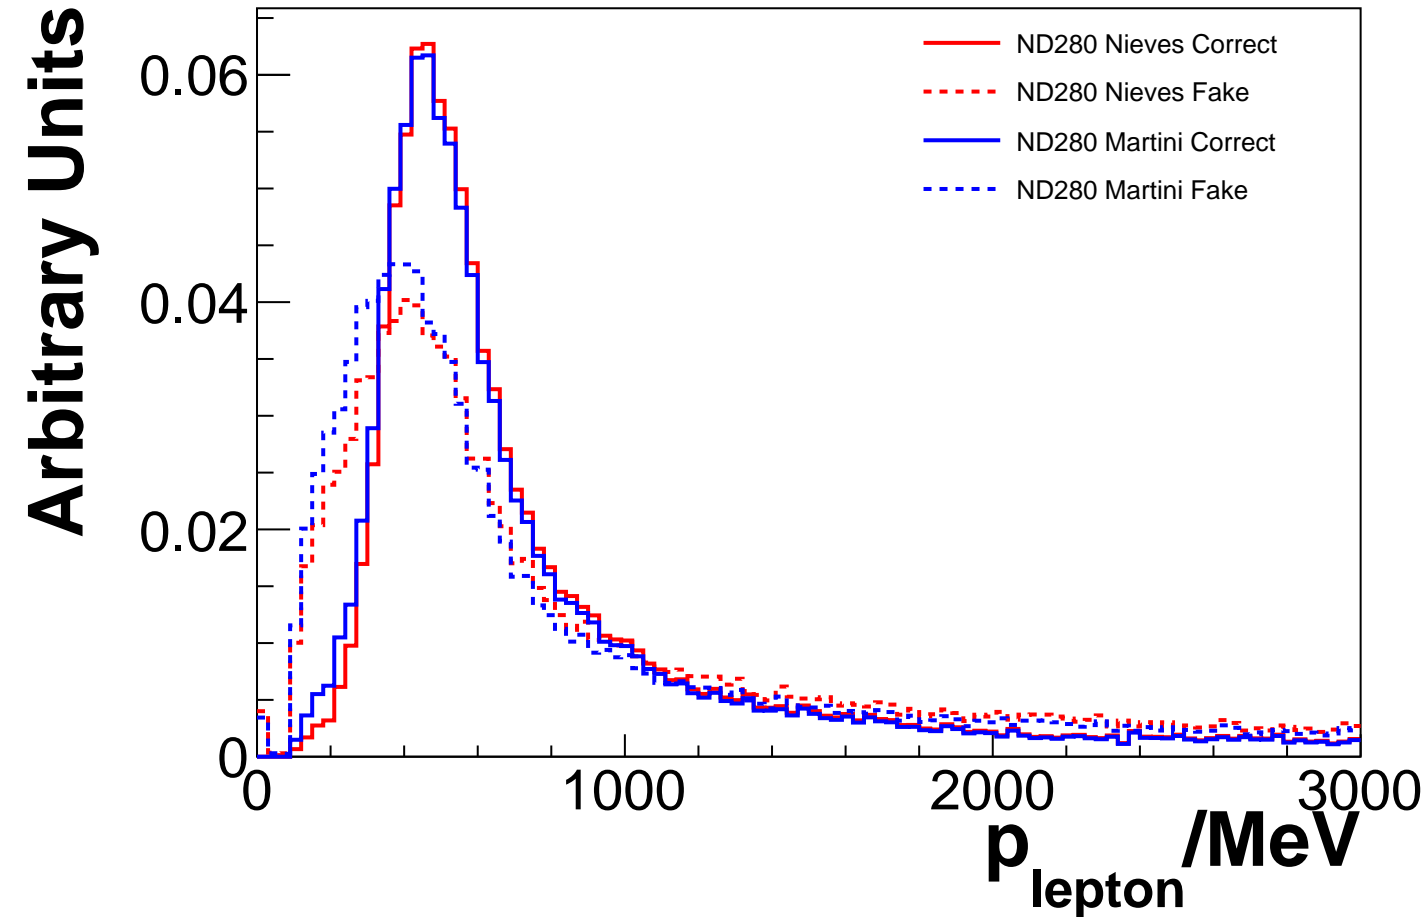 Arbitrary Units
0.06
0.04
0.02
0
0 1000 2000 3000
p_lepton /MeV
ND280 Nieves Correct
ND280 Nieves Fake
ND280 Martini Correct
ND280 Martini Fake